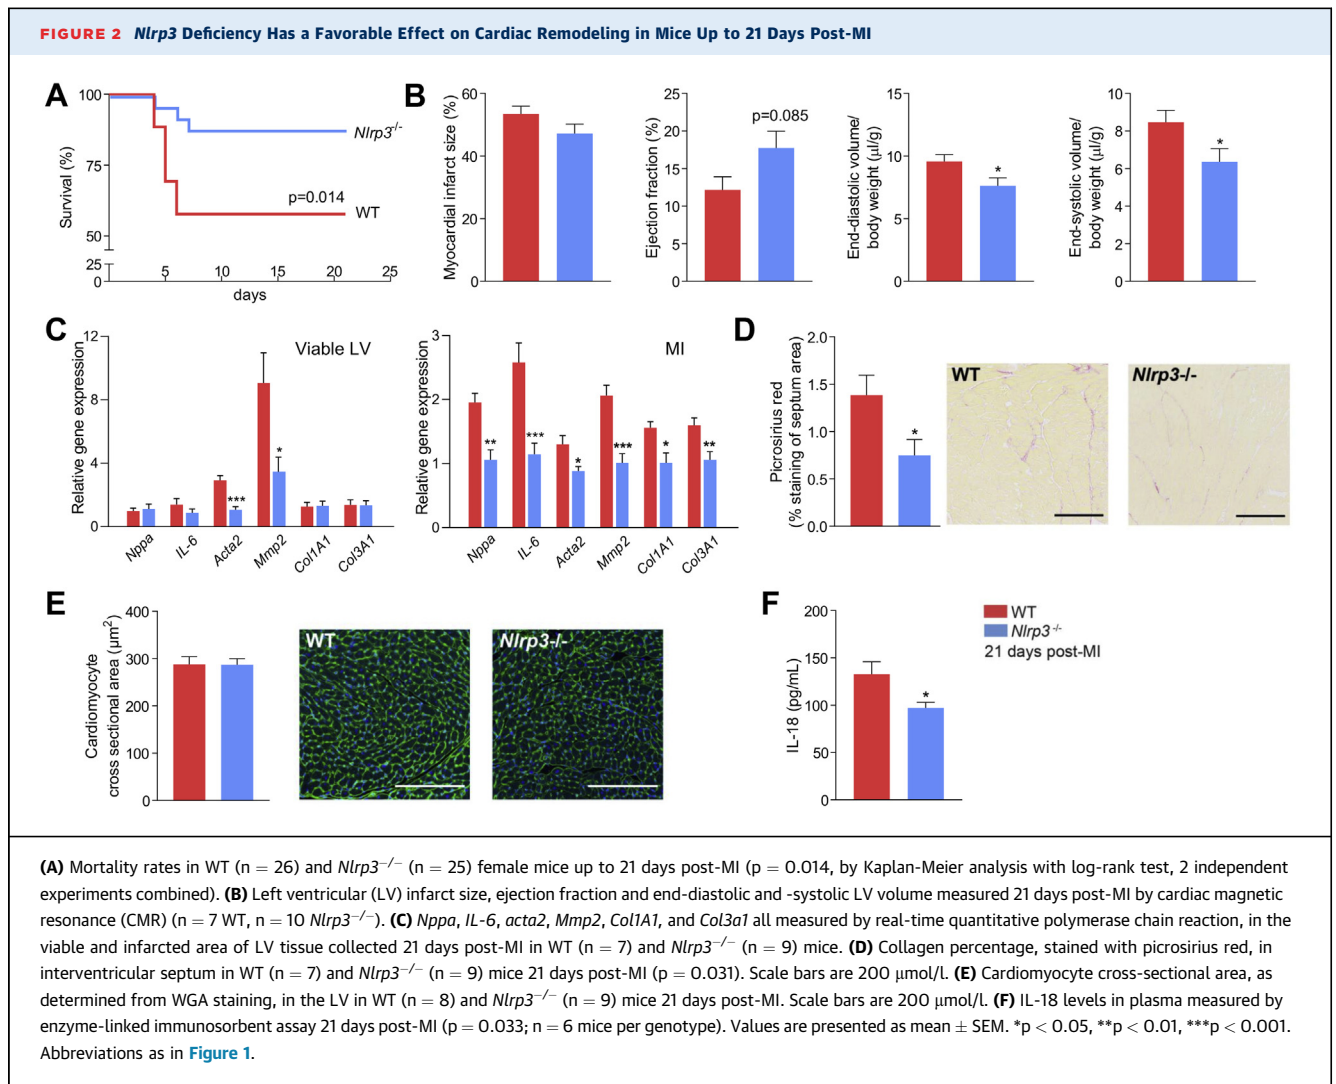 FIGURE 2 Nlrp3 Deficiency Has a Favorable Effect on Cardiac Remodeling in Mice Up to 21 Days Post-MI
A
Survival (%)
100
75
50
25
0
5
10
15
20
25
days
Nlrp3-/-
p=0.014
WT
B
Myocardial infarct size (%)
60
40
20
0
Ejection fraction (%)
25
20
15
10
5
0
p=0.085
End-diastolic volume/
body weight (µl/g)
15
10
5
0
*
End-systolic volume/
body weight (µl/g)
10
8
6
4
2
0
*
C
Relative gene expression
12
8
4
0
Viable LV
***
*
Nppa
IL-6
Acta2
Mmp2
Col1A1
Col3A1
Relative gene expression
3
2
1
0
MI
**
***
*
***
*
**
Nppa
IL-6
Acta2
Mmp2
Col1A1
Col3A1
D
Picrosirius red
(% staining of septum area)
2.0
1.5
1.0
0.5
0.0
*
WT
Nlrp3-/-
E
Cardiomyocyte
cross sectional area (µm²)
400
300
200
100
0
WT
Nlrp3-/-
F
IL-18 (pg/mL)
200
150
100
50
0
*
WT
Nlrp3-/-
21 days post-MI
(A) Mortality rates in WT (n = 26) and Nlrp3−/− (n = 25) female mice up to 21 days post-MI (p = 0.014, by Kaplan-Meier analysis with log-rank test, 2 independent
experiments combined). (B) Left ventricular (LV) infarct size, ejection fraction and end-diastolic and -systolic LV volume measured 21 days post-MI by cardiac magnetic
resonance (CMR) (n = 7 WT, n = 10 Nlrp3−/−). (C) Nppa, IL-6, acta2, Mmp2, Col1A1, and Col3a1 all measured by real-time quantitative polymerase chain reaction, in the
viable and infarcted area of LV tissue collected 21 days post-MI in WT (n = 7) and Nlrp3−/− (n = 9) mice. (D) Collagen percentage, stained with picrosirius red, in
interventricular septum in WT (n = 7) and Nlrp3−/− (n = 9) mice 21 days post-MI (p = 0.031). Scale bars are 200 µmol/l. (E) Cardiomyocyte cross-sectional area, as
determined from WGA staining, in the LV in WT (n = 8) and Nlrp3−/− (n = 9) mice 21 days post-MI. Scale bars are 200 µmol/l. (F) IL-18 levels in plasma measured by
enzyme-linked immunosorbent assay 21 days post-MI (p = 0.033; n = 6 mice per genotype). Values are presented as mean ± SEM. *p < 0.05, **p < 0.01, ***p < 0.001.
Abbreviations as in Figure 1.